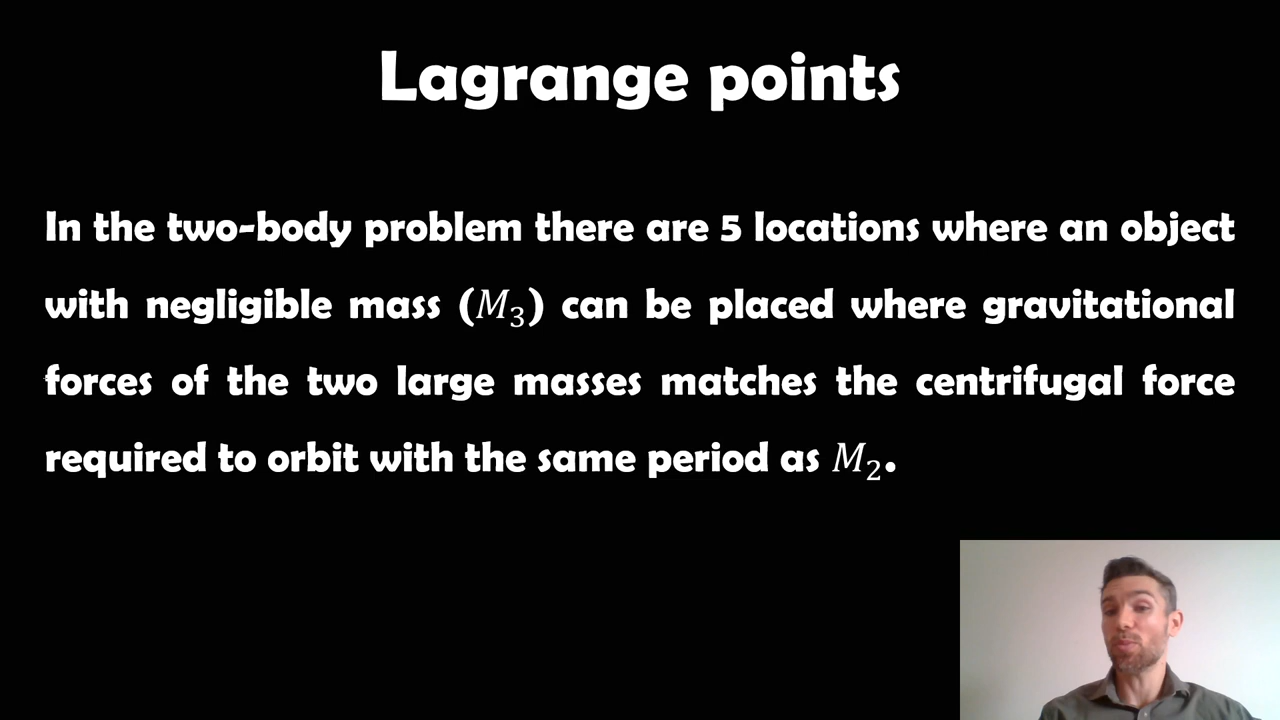 Lagrange points
In the two-body problem there are 5 locations where an object
with negligible mass (𝑀₃) can be placed where gravitational
forces of the two large masses matches the centrifugal force
required to orbit with the same period as 𝑀₂.